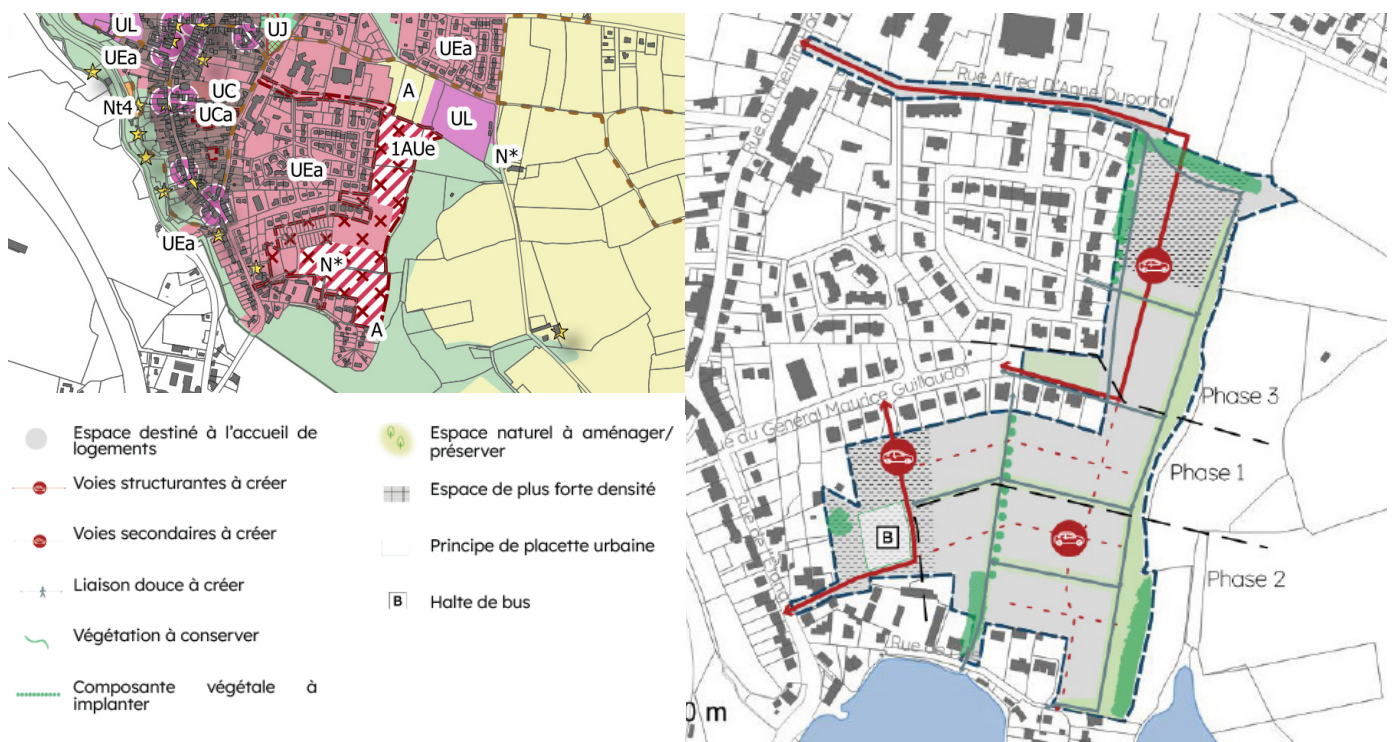 UL
UJ
UEa
UEa
UC
A
Nt4
UCa
UL
1AUe
N*
UEa
UEa
N*
A
Espace destiné à l'accueil de
logements
Voies structurantes à créer
Voies secondaires à créer
Liaison douce à créer
Végétation à conserver
Composante végétale à
implanter
Espace naturel à aménager/
préserver
Espace de plus forte densité
Principe de placette urbaine
B
Halte de bus
Rue Alfred D'Anne Duportal
Rue du Chemin
Phase 3
Rue du Général Maurice Guillaudot
Phase 1
B
Phase 2
Rue de
0 m